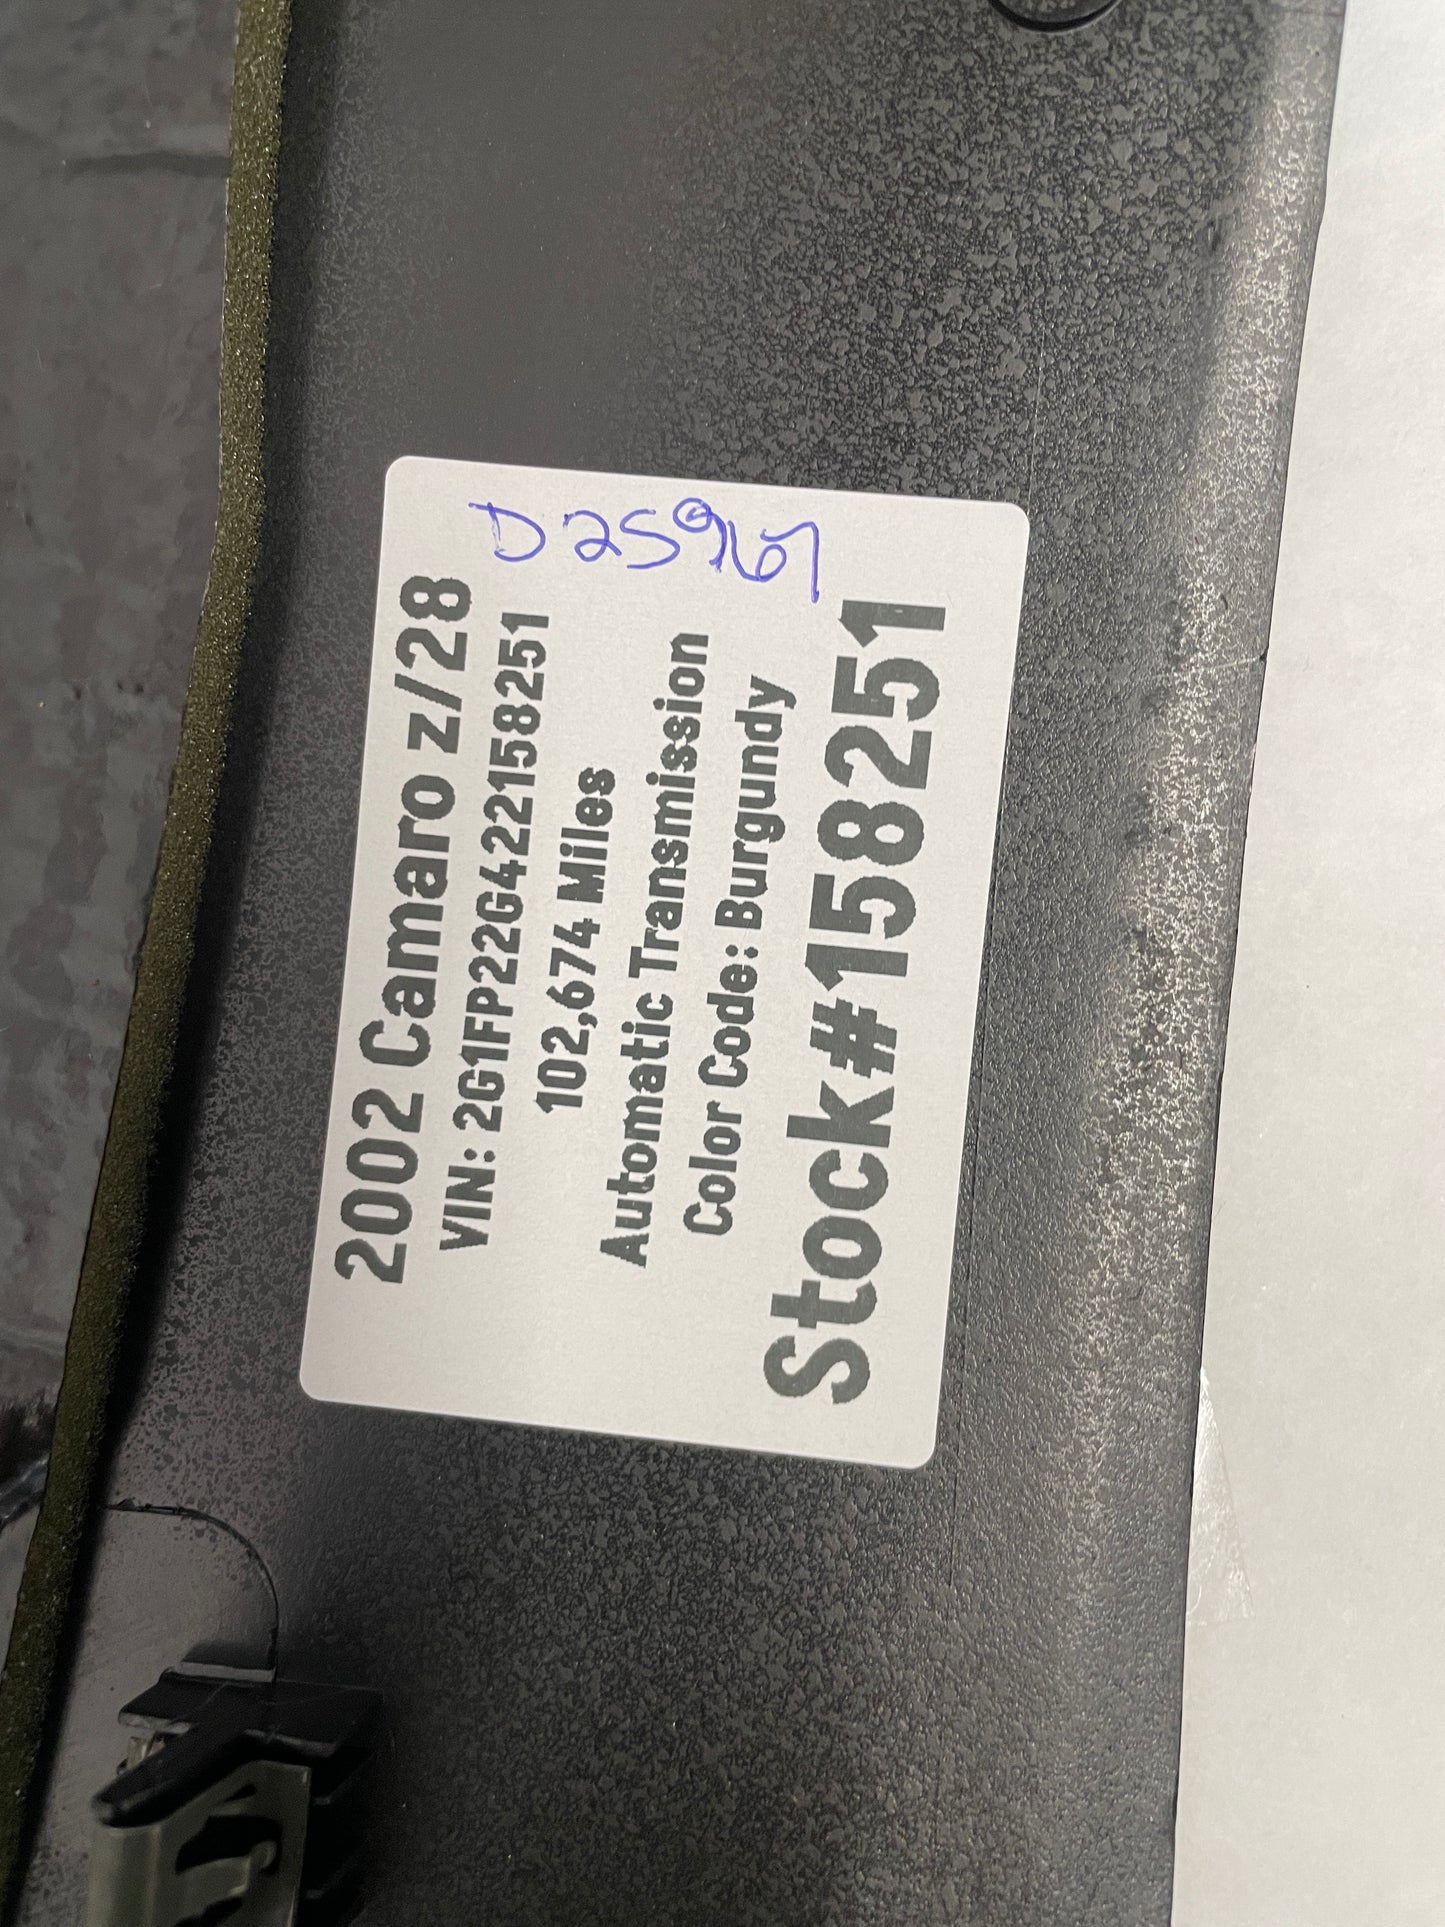 D25967
2002 Camaro z/28
VIN: 2G1FP22G422158251
102,674 Miles
Automatic Transmission
Color Code: Burgundy
Stock#158251